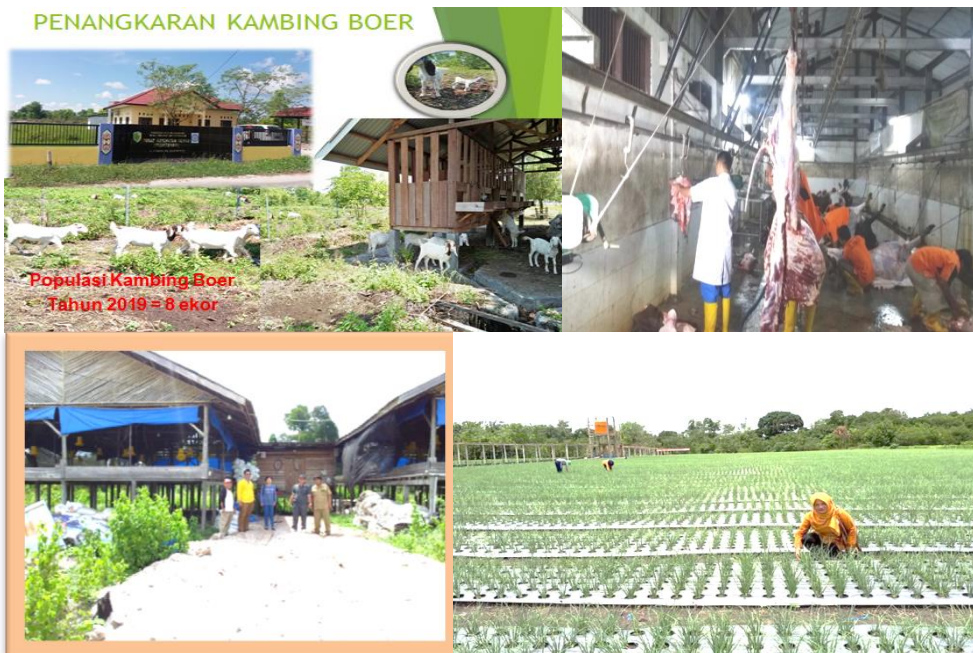 PENANGKARAN KAMBING BOER
Populasi Kambing Boer
Tahun 2019 = 8 ekor